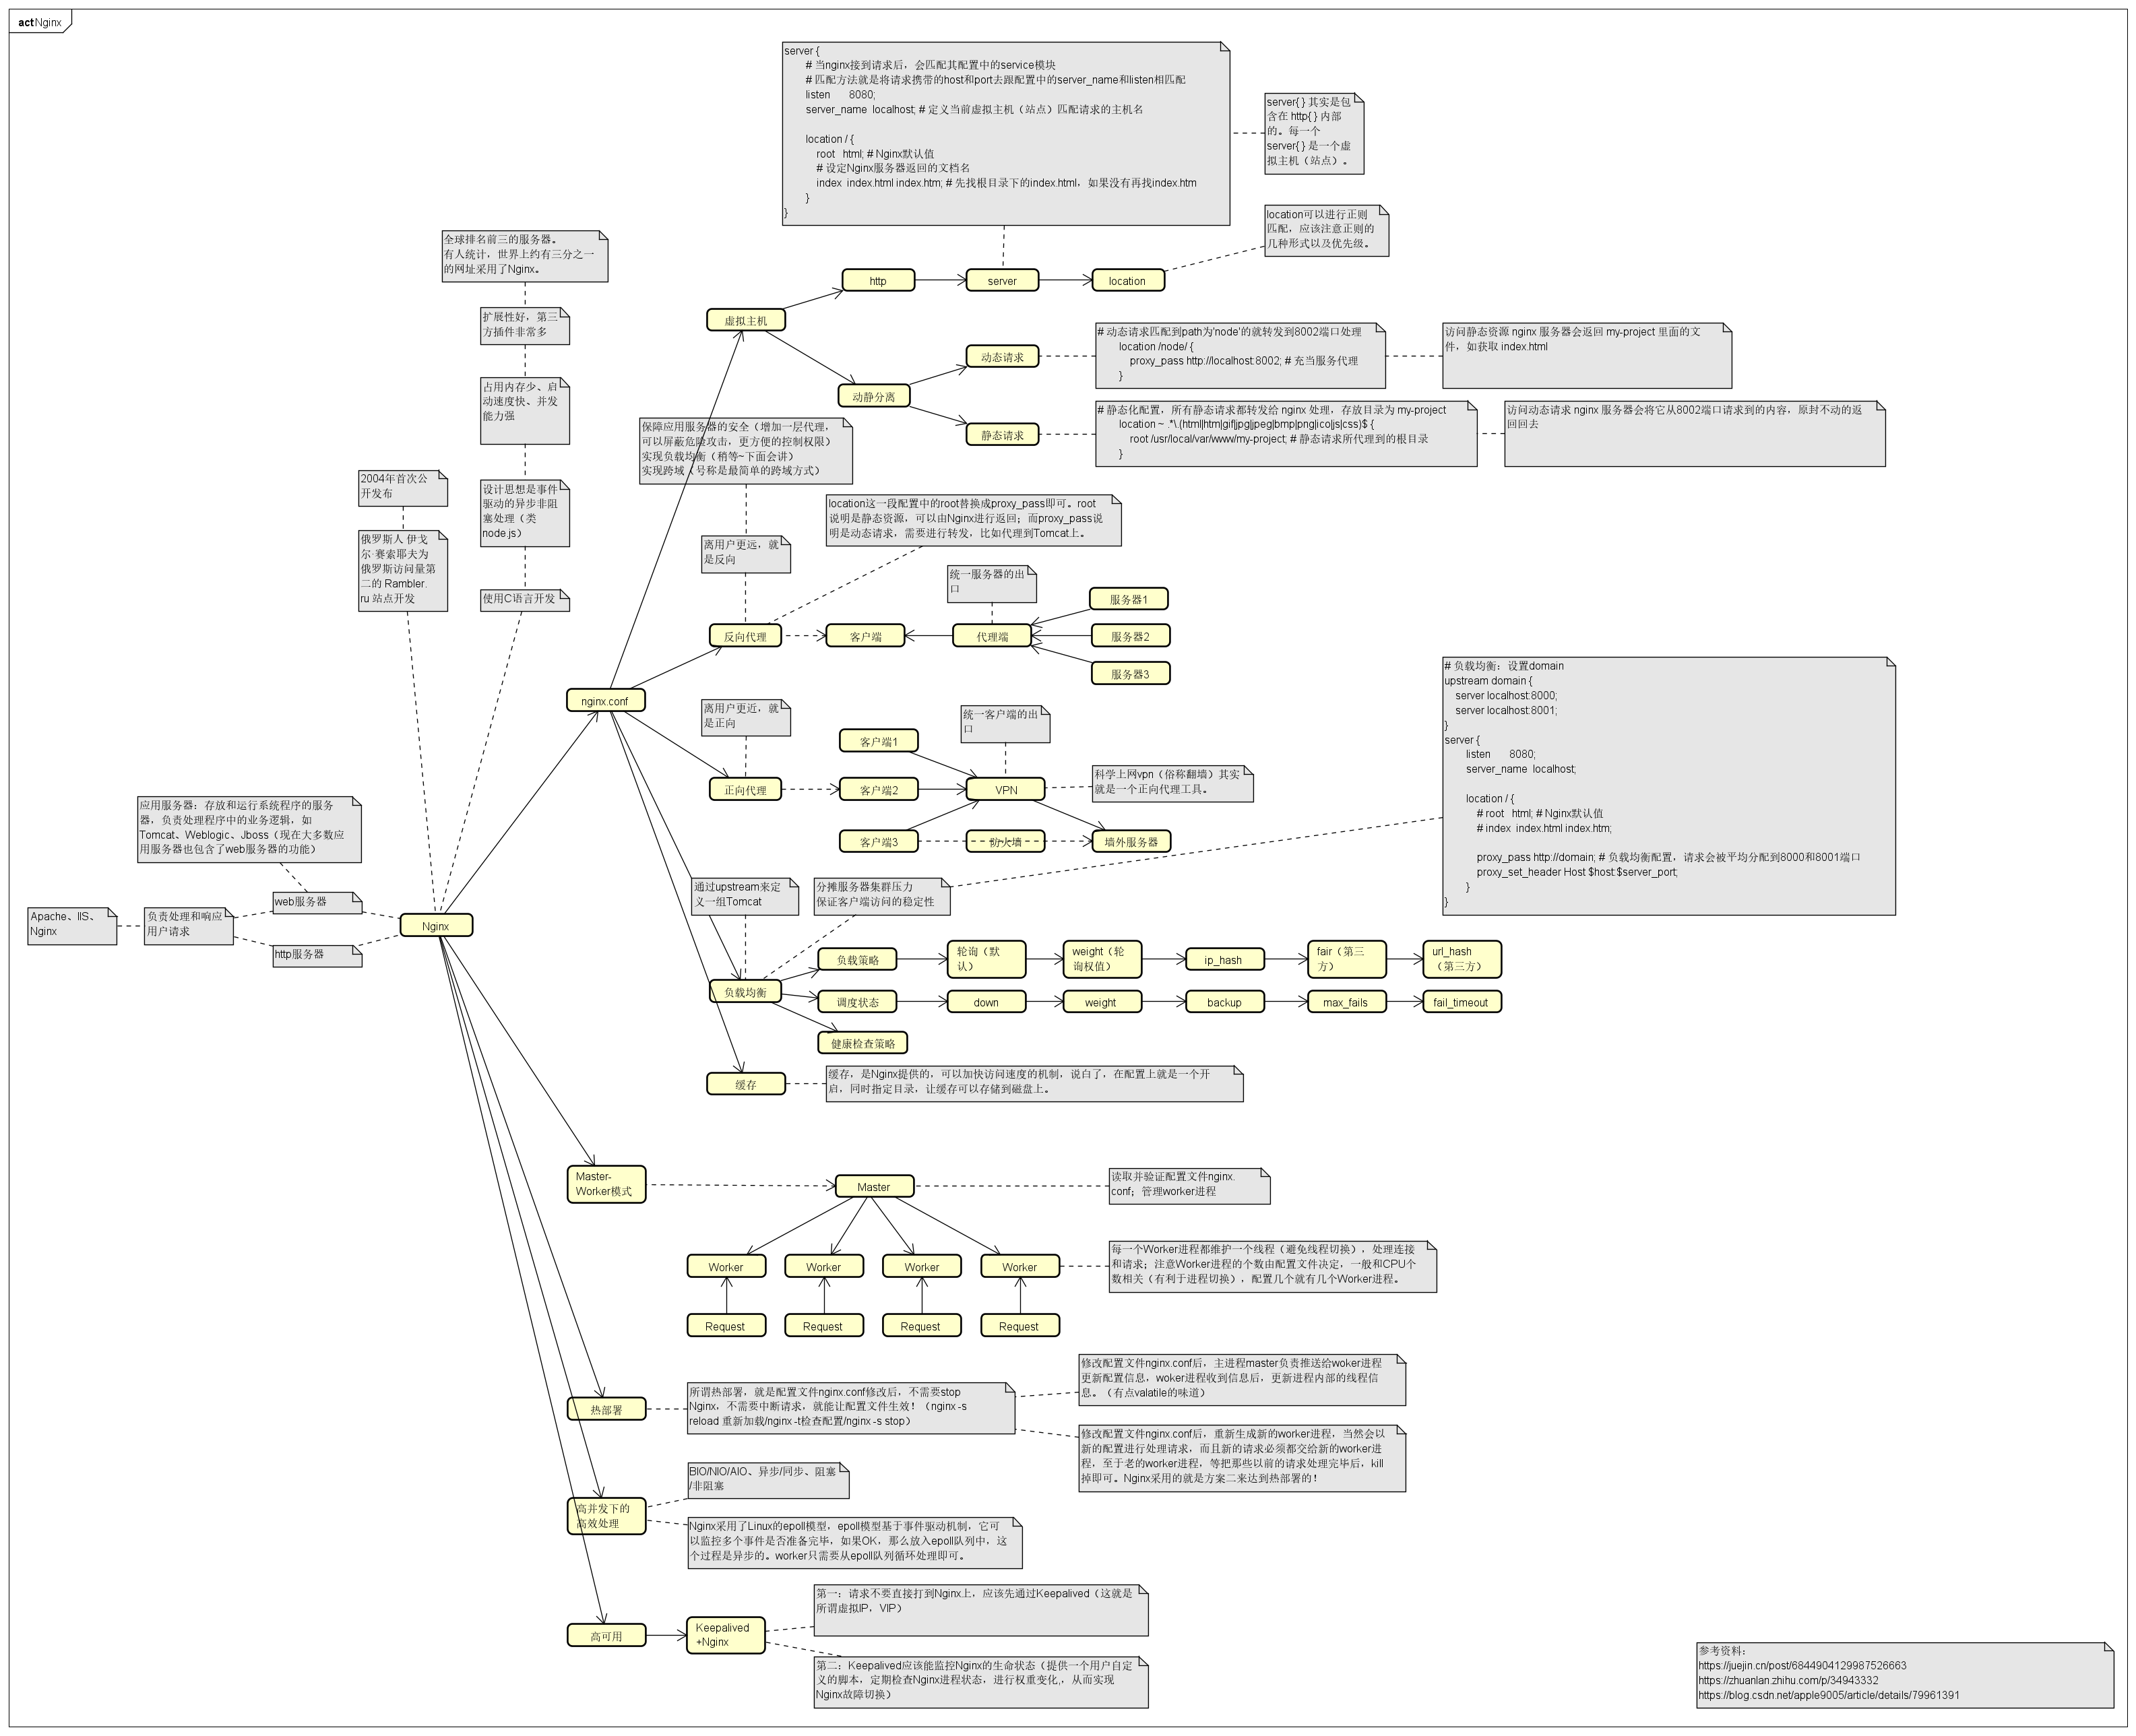 act Nginx
server {
# 当nginx接到请求后，会匹配其配置中的service模块
# 匹配方法就是将请求携带的host和port去跟配置中的server_name和listen相匹配
listen 8080;
server_name localhost; # 定义当前虚拟主机（站点）匹配请求的主机名
location / {
root html; # Nginx默认值
# 设定Nginx服务器返回的文档名
index index.html index.htm; # 先找根目录下的index.html，如果没有再找index.htm
}
}
server{ } 其实是包
含在 http{ } 内部
的。每一个
server{ } 是一个虚
拟主机（站点）。
location可以进行正则
匹配，应该注意正则的
几种形式以及优先级。
http
server
location
虚拟主机
动静分离
动态请求
# 动态请求匹配到path为'node'的就转发到8002端口处理
location /node/ {
proxy_pass http://localhost:8002; # 充当服务代理
}
访问静态资源 nginx 服务器会返回 my-project 里面的文
件，如获取 index.html
静态请求
# 静态化配置，所有静态请求都转发给 nginx 处理，存放目录为 my-project
location ~ .*\.(html|htm|gif|jpg|jpeg|bmp|png|ico|js|css)$ {
root /usr/local/var/www/my-project; # 静态请求所代理到的根目录
}
访问动态请求 nginx 服务器会将它从8002端口请求到的内容，原封不动的返
回回去
全球排名前三的服务器。
有人统计，世界上约有三分之一
的网址采用了Nginx。
扩展性好，第三
方插件非常多
占用内存少、启
动速度快、并发
能力强
设计思想是事件
驱动的异步非阻
塞处理（类
node.js）
使用C语言开发
2004年首次公
开发布
俄罗斯人 伊戈
尔·赛索耶夫为
俄罗斯访问量第
二的 Rambler.
ru 站点开发
保障应用服务器的安全（增加一层代理，
可以屏蔽危险攻击，更方便的控制权限）
实现负载均衡（稍等~下面会讲）
实现跨域（号称是最简单的跨域方式）
离用户更远，就
是反向
location这一段配置中的root替换成proxy_pass即可。root
说明是静态资源，可以由Nginx进行返回；而proxy_pass说
明是动态请求，需要进行转发，比如代理到Tomcat上。
统一服务器的出
口
反向代理
客户端
代理端
服务器1
服务器2
服务器3
nginx.conf
离用户更近，就
是正向
统一客户端的出
口
正向代理
客户端1
客户端2
客户端3
VPN
防火墙
墙外服务器
科学上网vpn（俗称翻墙）其实
就是一个正向代理工具。
# 负载均衡：设置domain
upstream domain {
server localhost:8000;
server localhost:8001;
}
server {
listen 8080;
server_name localhost;
location / {
# root html; # Nginx默认值
# index index.html index.htm;
proxy_pass http://domain; # 负载均衡配置，请求会被平均分配到8000和8001端口
proxy_set_header Host $host:$server_port;
}
}
应用服务器：存放和运行系统程序的服务
器，负责处理程序中的业务逻辑，如
Tomcat、Weblogic、Jboss（现在大多数应
用服务器也包含了web服务器的功能）
web服务器
http服务器
负责处理和响应
用户请求
Apache、IIS、
Nginx
Nginx
通过upstream来定
义一组Tomcat
分摊服务器集群压力
保证客户端访问的稳定性
负载均衡
负载策略
轮询（默
认）
weight（轮
询权值）
ip_hash
fair（第三
方）
url_hash
（第三方）
调度状态
down
weight
backup
max_fails
fail_timeout
健康检查策略
缓存
缓存，是Nginx提供的，可以加快访问速度的机制，说白了，在配置上就是一个开
启，同时指定目录，让缓存可以存储到磁盘上。
Master-
Worker模式
Master
读取并验证配置文件nginx.
conf；管理worker进程
Worker
Worker
Worker
Worker
每一个Worker进程都维护一个线程（避免线程切换），处理连接
和请求；注意Worker进程的个数由配置文件决定，一般和CPU个
数相关（有利于进程切换），配置几个就有几个Worker进程。
Request
Request
Request
Request
热部署
所谓热部署，就是配置文件nginx.conf修改后，不需要stop
Nginx，不需要中断请求，就能让配置文件生效！（nginx -s
reload 重新加载/nginx -t检查配置/nginx -s stop）
修改配置文件nginx.conf后，主进程master负责推送给woker进程
更新配置信息，woker进程收到信息后，更新进程内部的线程信
息。（有点valatile的味道）
修改配置文件nginx.conf后，重新生成新的worker进程，当然会以
新的配置进行处理请求，而且新的请求必须都交给新的worker进
程，至于老的worker进程，等把那些以前的请求处理完毕后，kill
掉即可。Nginx采用的就是方案二来达到热部署的！
高并发下的
高效处理
BIO/NIO/AIO、异步/同步、阻塞
/非阻塞
Nginx采用了Linux的epoll模型，epoll模型基于事件驱动机制，它可
以监控多个事件是否准备完毕，如果OK，那么放入epoll队列中，这
个过程是异步的。worker只需要从epoll队列循环处理即可。
高可用
Keepalived
+Nginx
第一：请求不要直接打到Nginx上，应该先通过Keepalived（这就是
所谓虚拟IP，VIP）
第二：Keepalived应该能监控Nginx的生命状态（提供一个用户自定
义的脚本，定期检查Nginx进程状态，进行权重变化,，从而实现
Nginx故障切换）
参考资料：
https://juejin.cn/post/6844904129987526663
https://zhuanlan.zhihu.com/p/34943332
https://blog.csdn.net/apple9005/article/details/79961391